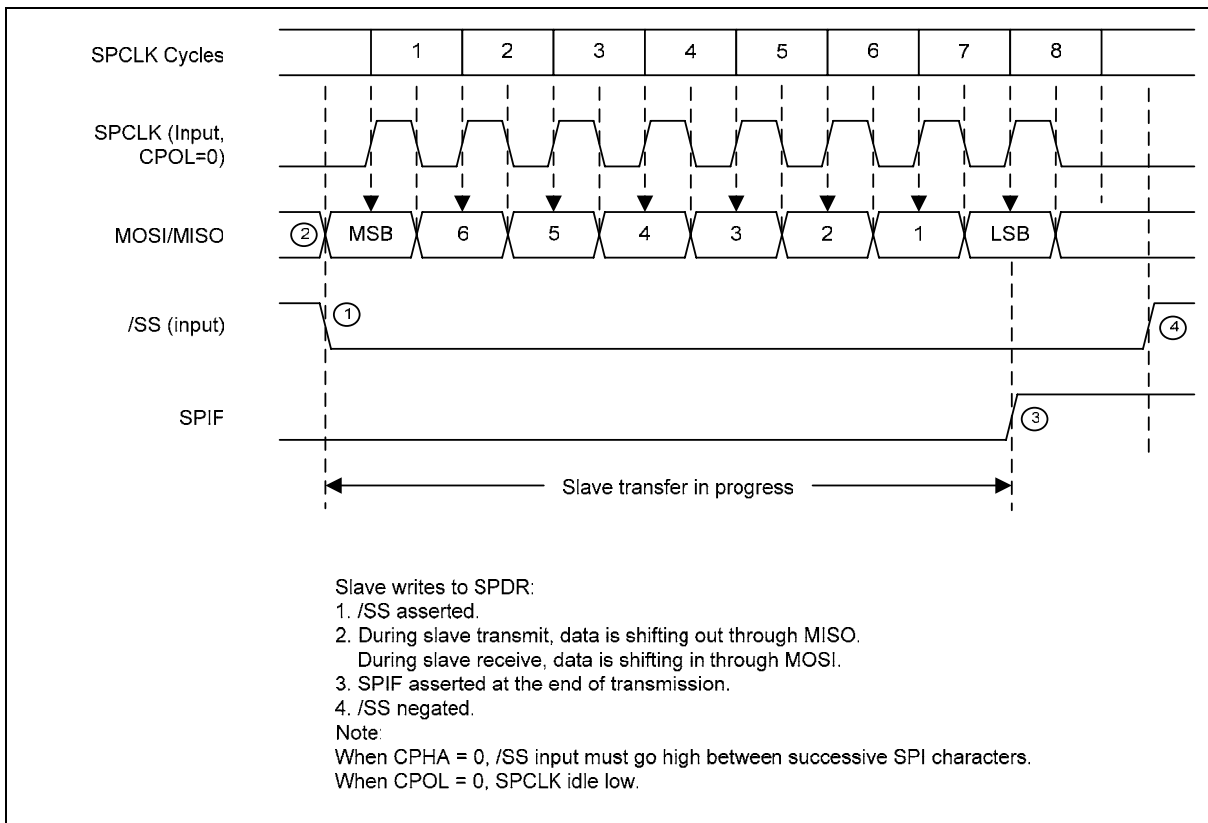 SPCLK Cycles 1 2 3 4 5 6 7 8
SPCLK (Input,
CPOL=0)
MOSI/MISO 2 MSB 6 5 4 3 2 1 LSB
/SS (input) 1 4
SPIF 3
Slave transfer in progress
Slave writes to SPDR:
1. /SS asserted.
2. During slave transmit, data is shifting out through MISO.
During slave receive, data is shifting in through MOSI.
3. SPIF asserted at the end of transmission.
4. /SS negated.
Note:
When CPHA = 0, /SS input must go high between successive SPI characters.
When CPOL = 0, SPCLK idle low.